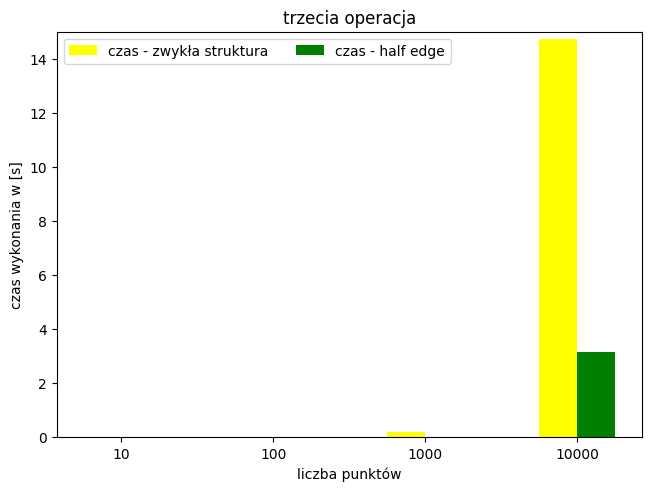 trzecia operacja
czas - zwykła struktura
czas - half edge
czas wykonania w [s]
14
12
10
8
6
4
2
0
10 100 1000 10000
liczba punktów